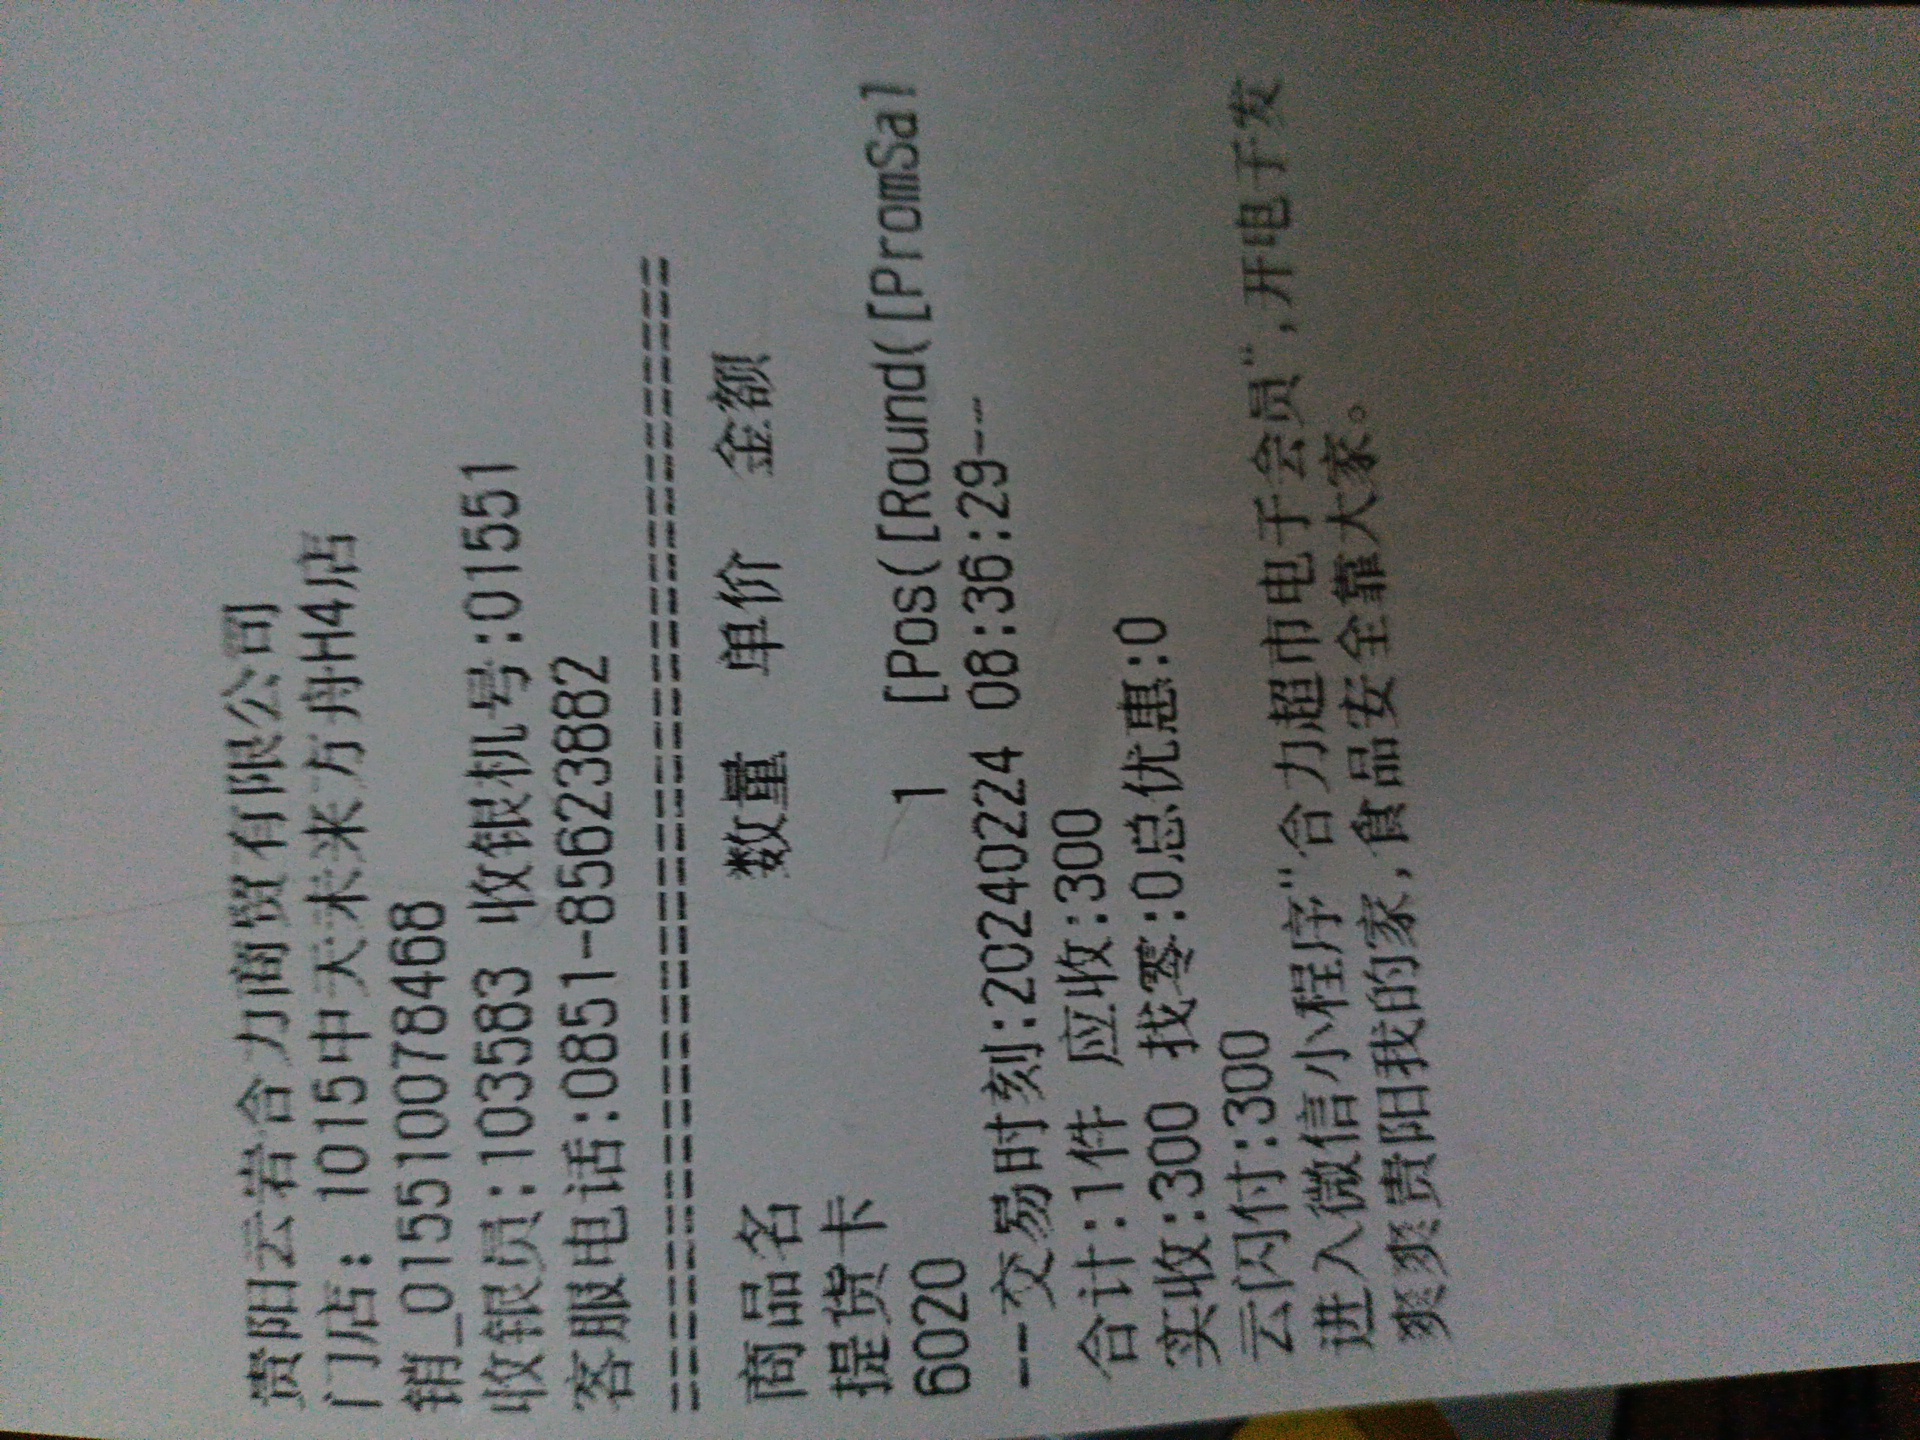 贵阳云岩合力商贸有限公司
门店: 1015中天未来方舟H4店
销_01551007​8468
收银员:103583 收银机号:01551
客服电话:0851-85623882
==================================
商品名 数量 单价 金额
提货卡
6020 1 [Pos([Round([PromSal
---交易时刻:20240224 08:36:29---
合计:1件 应收:300
实收:300 找零:0总优惠:0
云闪付:300
进入微信小程序"合力超市电子会员",开电子发
爽爽贵阳我的家,食品安全靠大家。